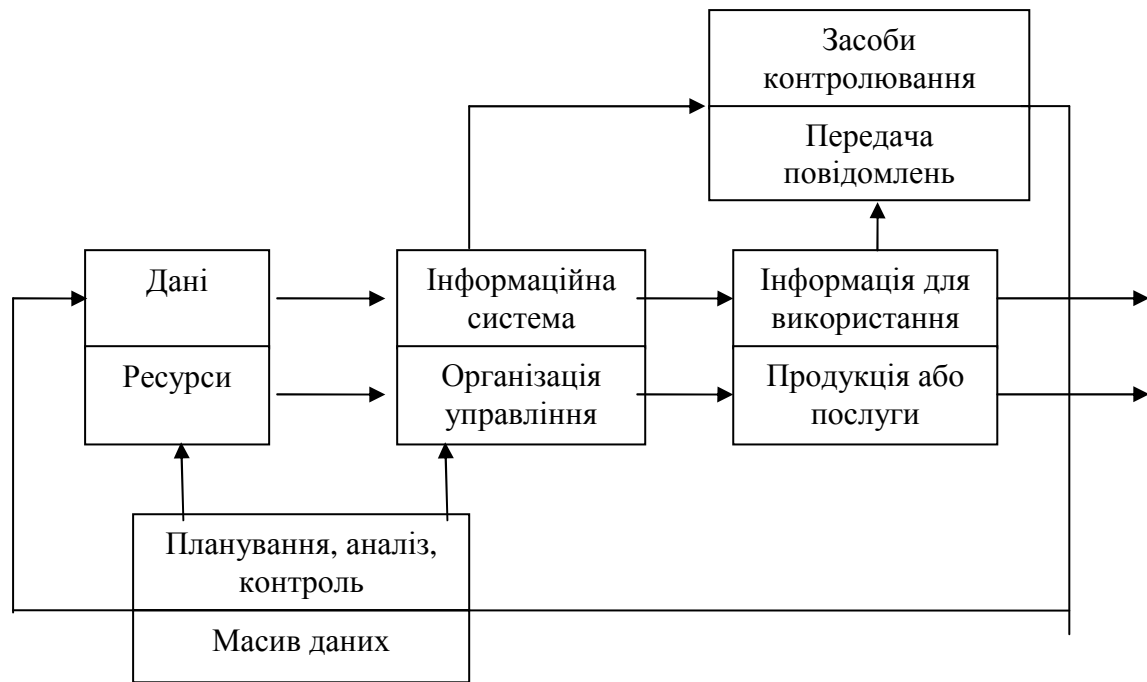 Засоби
контролювання
Передача
повідомлень
Дані
Інформаційна
система
Інформація для
використання
Ресурси
Організація
управління
Продукція або
послуги
Планування, аналіз,
контроль
Масив даних